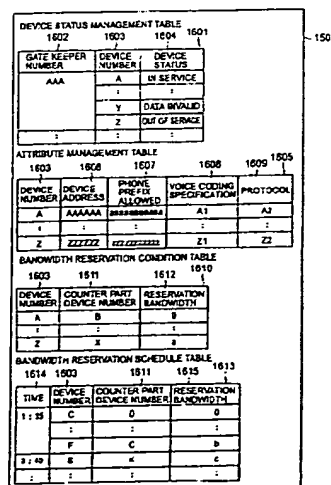 DEVICE STATUS MANAGEMENT TABLE
1602 1603 1604 1601
150
GATE KEEPER NUMBER DEVICE NUMBER DEVICE STATUS
AAA A IN SERVICE
: :
Y DATA INVALID
Z OUT OF SERVICE
: : :
ATTRIBUTE MANAGEMENT TABLE
1603 1606 1607 1608 1609 1605
DEVICE NUMBER DEVICE ADDRESS PHONE PREFIX ALLOWED VOICE CODING SPECIFICATION PROTOCOL
A AAAAAA A1 A2
: : : : :
Z ZZZZZZ Z1 Z2
BANDWIDTH RESERVATION CONDITION TABLE
1603 1611 1612 1610
DEVICE NUMBER COUNTER PART DEVICE NUMBER RESERVATION BANDWIDTH
A B
: : :
Z
BANDWIDTH RESERVATION SCHEDULE TABLE
1614 1603 1611 1615 1613
TIME DEVICE NUMBER COUNTER PART DEVICE NUMBER RESERVATION BANDWIDTH
C D
: : :
F C b
: : : :